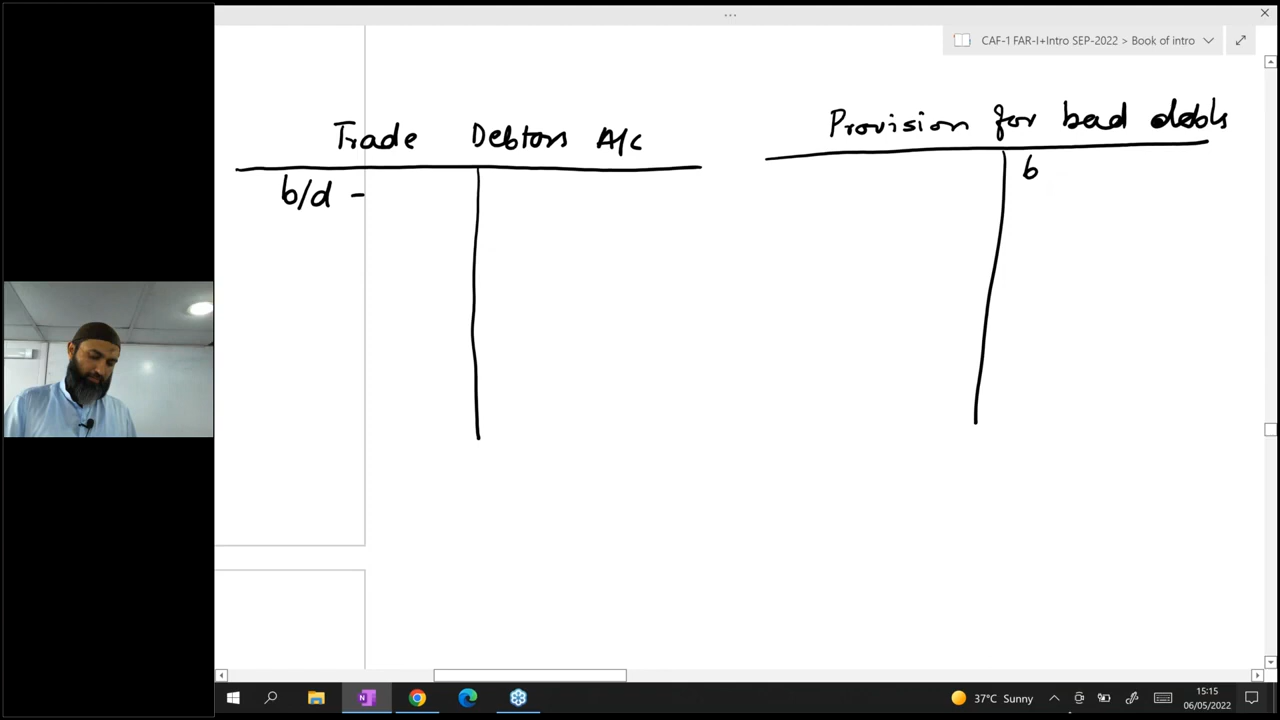 CAF-1 FAR-I+Intro SEP-2022 > Book of intro
Trade Debtors A/c
Provision for bad debts
b/d -
b
37°C Sunny
15:15
06/05/2022